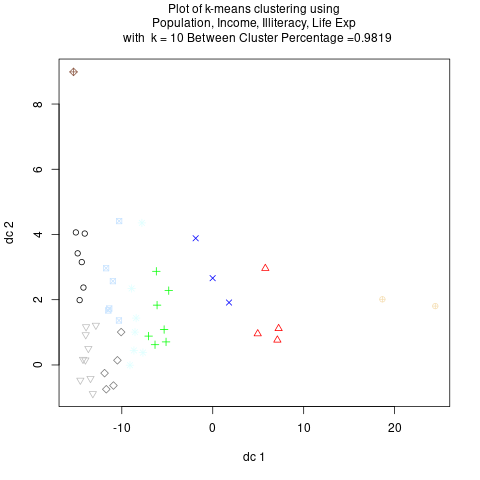 Plot of k-means clustering using
Population, Income, Illiteracy, Life Exp
with k = 10 Between Cluster Percentage =0.9819
8
6
4
2
0
dc 2
-10 0 10 20
dc 1